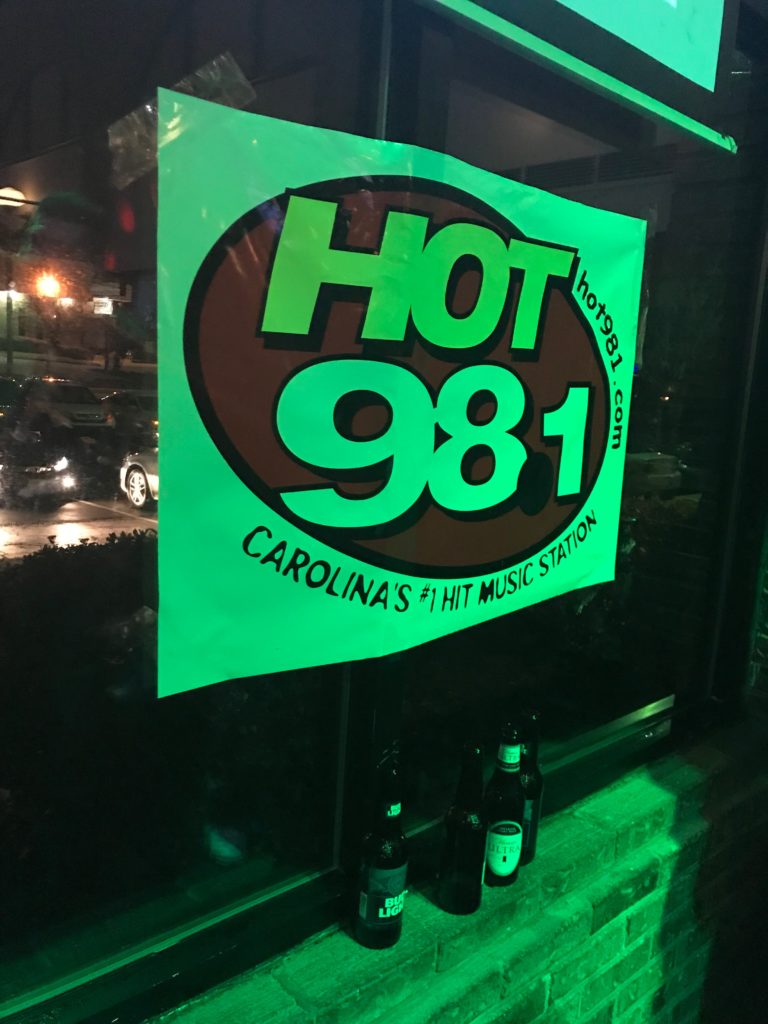 HOT
98.1
hot981.com
CAROLINA'S #1 HIT MUSIC STATION
BUD
LIGHT
ULTRA